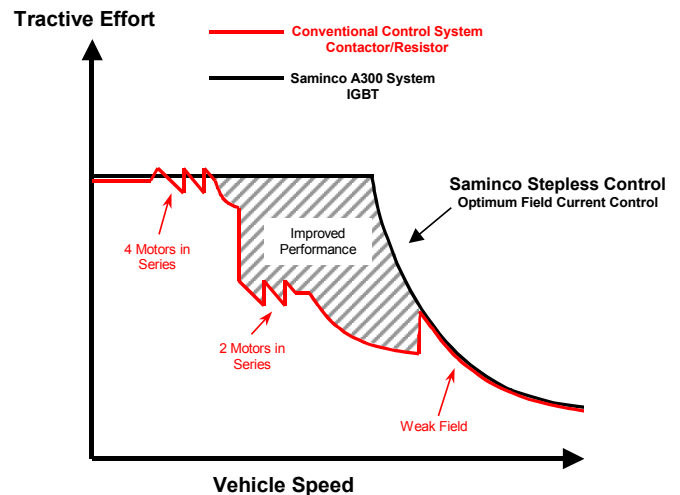 Tractive Effort
Conventional Control System
Contactor/Resistor
Saminco A300 System
IGBT
Saminco Stepless Control
Optimum Field Current Control
Improved
Performance
4 Motors in
Series
2 Motors in
Series
Weak Field
Vehicle Speed